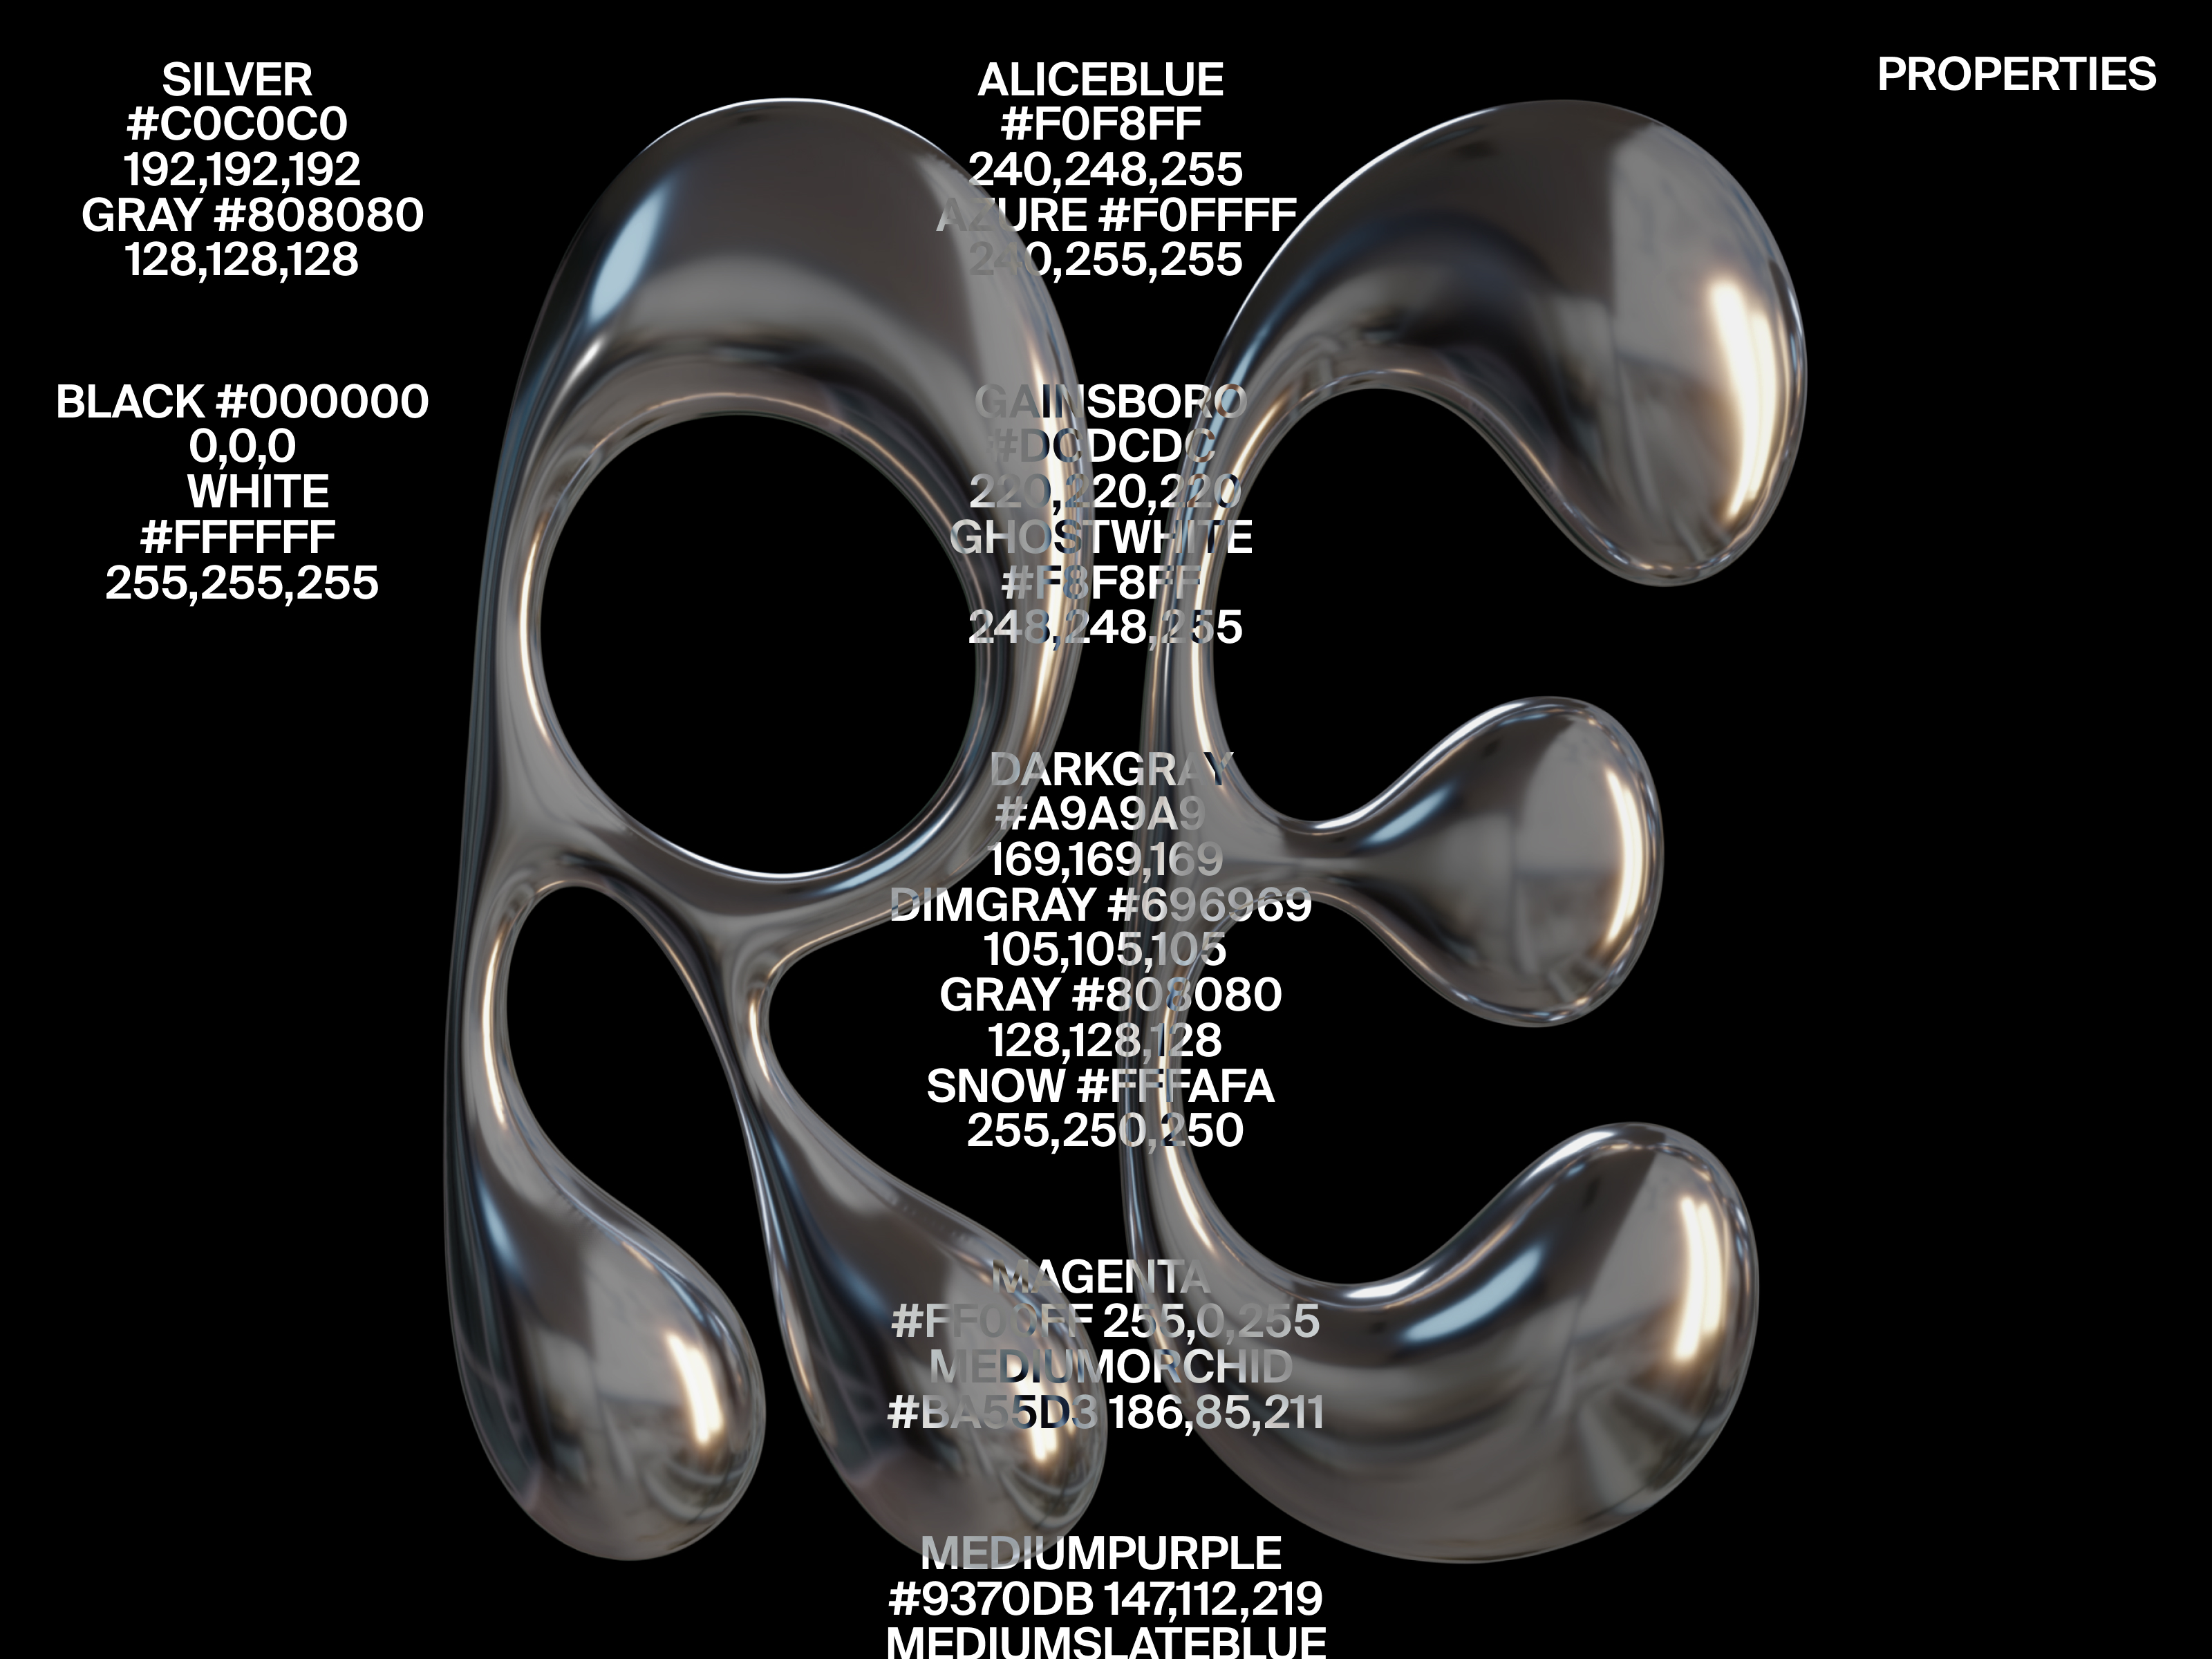 SILVER
#C0C0C0
192,192,192
GRAY #808080
128,128,128
BLACK #000000
0,0,0
WHITE
#FFFFFF
255,255,255
ALICEBLUE
#F0F8FF
240,248,255
AZURE #F0FFFF
240,255,255
GAINSBORO
#DCDCDC
220,220,220
GHOSTWHITE
#F8F8FF
248,248,255
DARKGRAY
#A9A9A9
169,169,169
DIMGRAY #696969
105,105,105
GRAY #808080
128,128,128
SNOW #FFFAFA
255,250,250
MAGENTA
#FF00FF 255,0,255
MEDIUMORCHID
#BA55D3 186,85,211
MEDIUMPURPLE
#9370DB 147,112,219
MEDIUMSLATEBLUE
PROPERTIES
RE